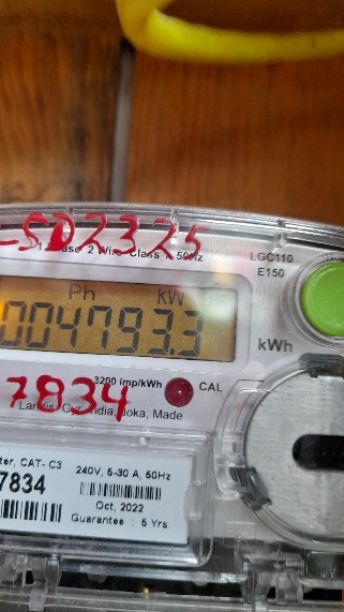 SD2325
Phase 2 Wire Class 1 50Hz
LGC110
E150
Ph kW
004793.3
kWh
3200 imp/kWh
CAL
7834
India, Joka, Made
ter, CAT- C3
7834
240V, 5-30 A, 50Hz
Oct, 2022
Guarantee : 5 Yrs.